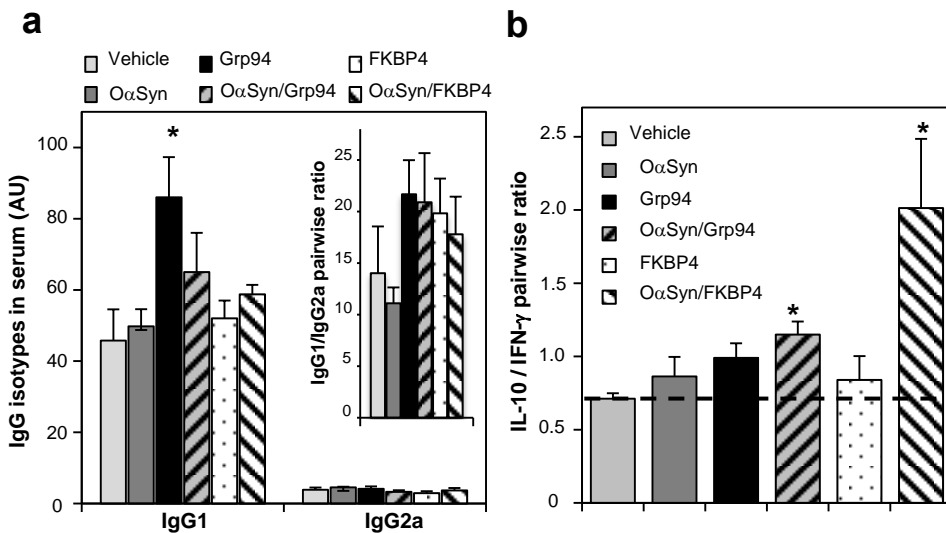 a
Vehicle Grp94 FKBP4
OαSyn OαSyn/Grp94 OαSyn/FKBP4
IgG isotypes in serum (AU)
100
80
60
40
20
0
*
IgG1 IgG2a
IgG1/IgG2a pairwise ratio
25
20
15
10
5
0
b
IL-10 / IFN-γ pairwise ratio
2.5
2.0
1.5
1.0
0.5
0
Vehicle
OαSyn
Grp94
OαSyn/Grp94
FKBP4
OαSyn/FKBP4
*
*